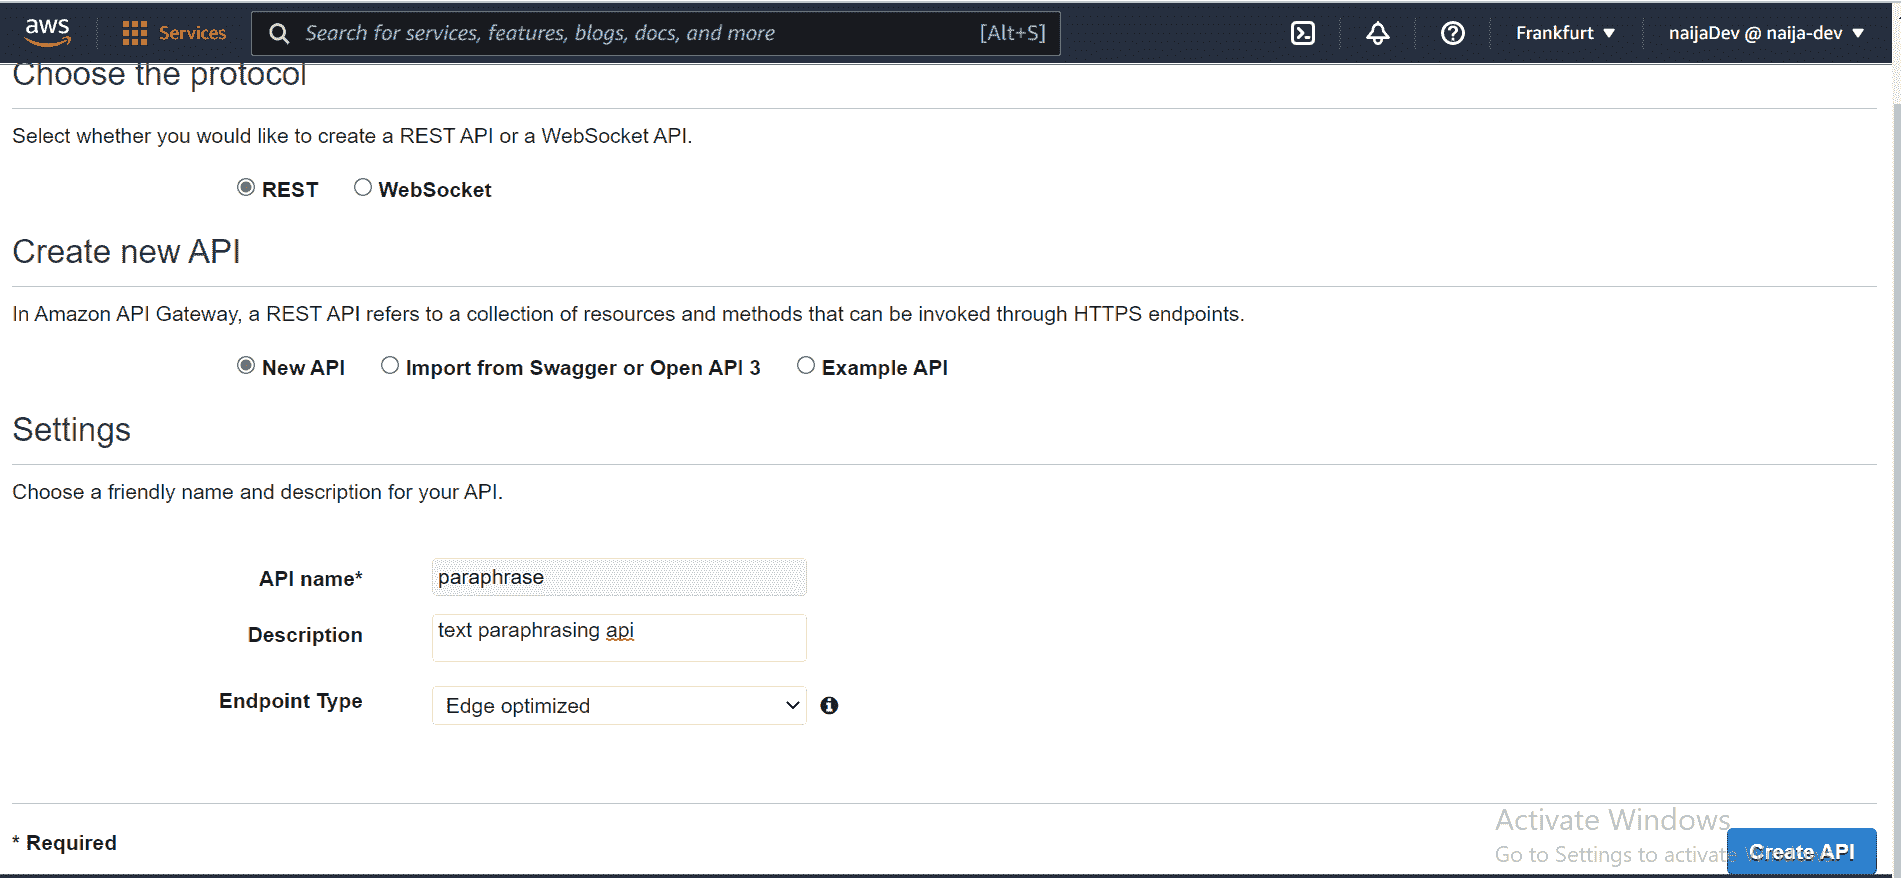 aws Services Search for services, features, blogs, docs, and more [Alt+S] Frankfurt ▼ naijaDev @ naija-dev ▼
Choose the protocol
Select whether you would like to create a REST API or a WebSocket API.
REST WebSocket
Create new API
In Amazon API Gateway, a REST API refers to a collection of resources and methods that can be invoked through HTTPS endpoints.
New API Import from Swagger or Open API 3 Example API
Settings
Choose a friendly name and description for your API.
API name* paraphrase
Description text paraphrasing api
Endpoint Type Edge optimized
Activate Windows
* Required
Go to Settings to activate Windows.
Create API